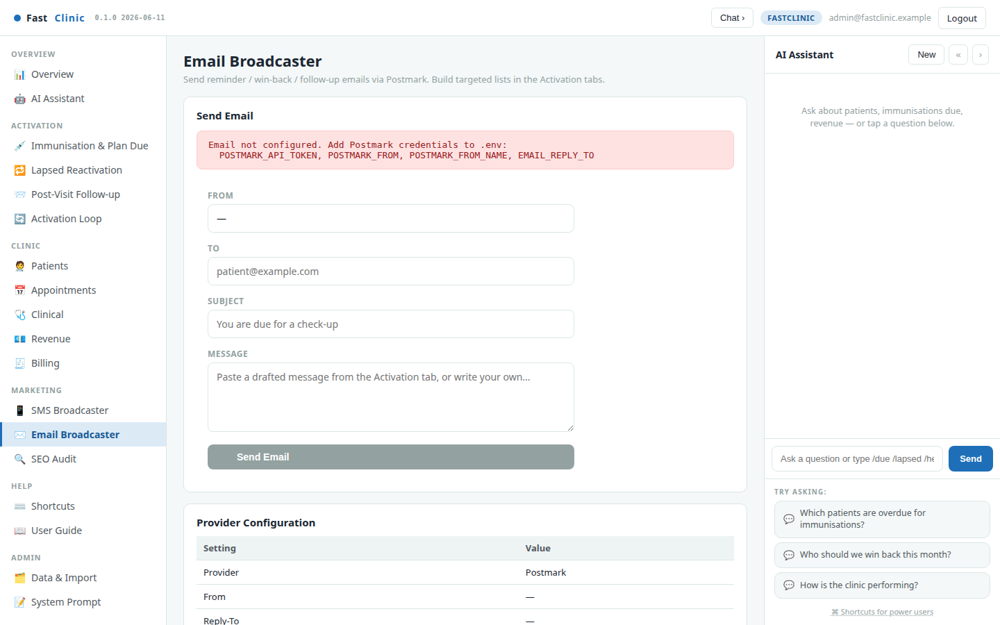 Fast Clinic 0.1.0 2026-06-11
Chat ›
FASTCLINIC
admin@fastclinic.example
Logout
OVERVIEW
Overview
AI Assistant
ACTIVATION
Immunisation & Plan Due
Lapsed Reactivation
Post-Visit Follow-up
Activation Loop
CLINIC
Patients
Appointments
Clinical
Revenue
Billing
MARKETING
SMS Broadcaster
Email Broadcaster
SEO Audit
HELP
Shortcuts
User Guide
ADMIN
Data & Import
System Prompt
Email Broadcaster
Send reminder / win-back / follow-up emails via Postmark. Build targeted lists in the Activation tabs.
Send Email
Email not configured. Add Postmark credentials to .env:
POSTMARK_API_TOKEN, POSTMARK_FROM, POSTMARK_FROM_NAME, EMAIL_REPLY_TO
FROM
—
TO
patient@example.com
SUBJECT
You are due for a check-up
MESSAGE
Paste a drafted message from the Activation tab, or write your own...
Send Email
Provider Configuration
Setting Value
Provider Postmark
From —
Reply-To —
AI Assistant
New
«
›
Ask about patients, immunisations due,
revenue — or tap a question below.
Ask a question or type /due /lapsed /he
Send
TRY ASKING:
Which patients are overdue for
immunisations?
Who should we win back this month?
How is the clinic performing?
⌘ Shortcuts for power users